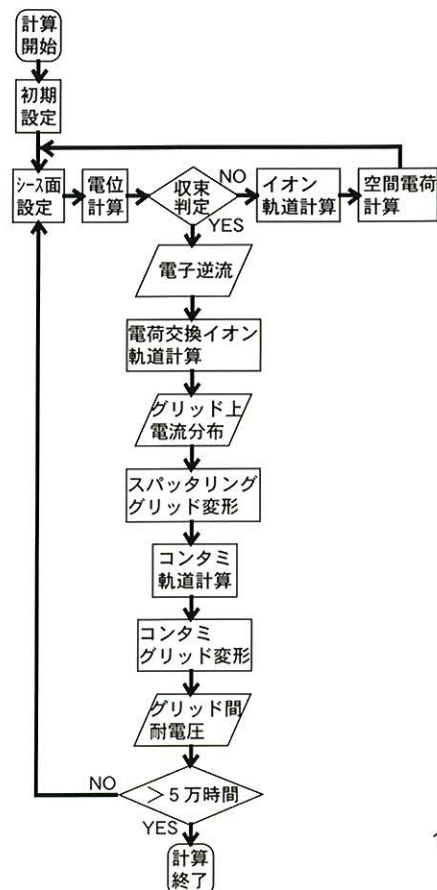 計算
開始
初期
設定
シース面
設定
電位
計算
収束
判定
NO
イオン
軌道計算
空間電荷
計算
YES
電子逆流
電荷交換イオン
軌道計算
グリッド上
電流分布
スパッタリング
グリッド変形
コンタミ
軌道計算
コンタミ
グリッド変形
グリッド間
耐電圧
NO
＞５万時間
YES
計算
終了
1